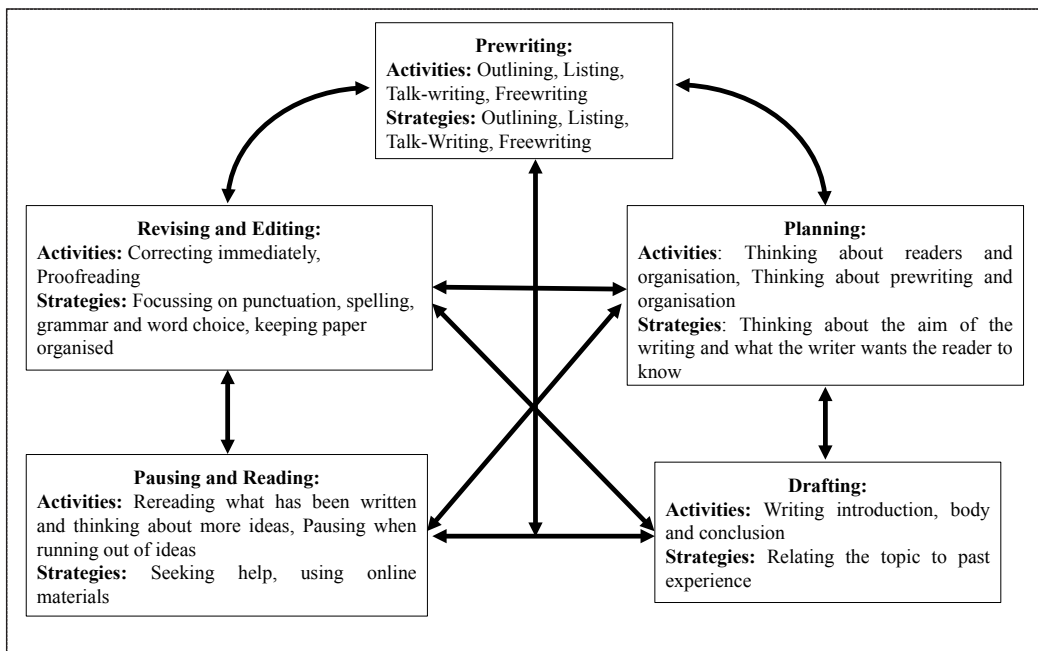 Prewriting:
Activities: Outlining, Listing,
Talk-writing, Freewriting
Strategies: Outlining, Listing,
Talk-Writing, Freewriting
Revising and Editing:
Activities: Correcting immediately,
Proofreading
Strategies: Focussing on punctuation, spelling,
grammar and word choice, keeping paper
organised
Planning:
Activities: Thinking about readers and
organisation, Thinking about prewriting and
organisation
Strategies: Thinking about the aim of the
writing and what the writer wants the reader to
know
Pausing and Reading:
Activities: Rereading what has been written
and thinking about more ideas, Pausing when
running out of ideas
Strategies: Seeking help, using online
materials
Drafting:
Activities: Writing introduction, body
and conclusion
Strategies: Relating the topic to past
experience